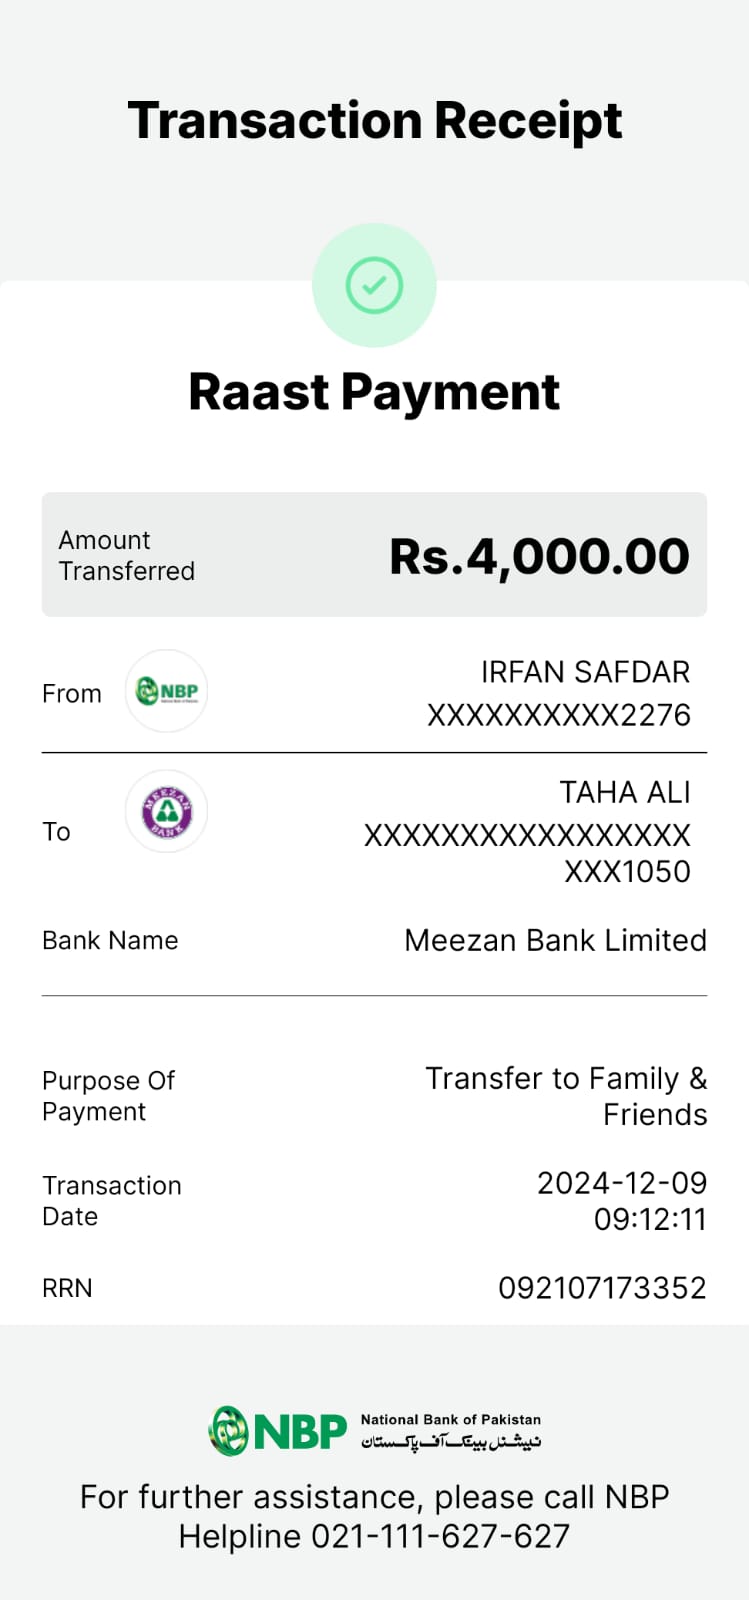 Transaction Receipt
Raast Payment
Amount
Transferred
Rs.4,000.00
From
NBP
IRFAN SAFDAR
XXXXXXXXXX2276
To
MEEZAN
BANK
TAHA ALI
XXXXXXXXXXXXXXXXX
XXX1050
Bank Name
Meezan Bank Limited
Purpose Of
Payment
Transfer to Family &
Friends
Transaction
Date
2024-12-09
09:12:11
RRN
092107173352
NBP
National Bank of Pakistan
نیشنل بینک آف پاکستان
For further assistance, please call NBP
Helpline 021-111-627-627